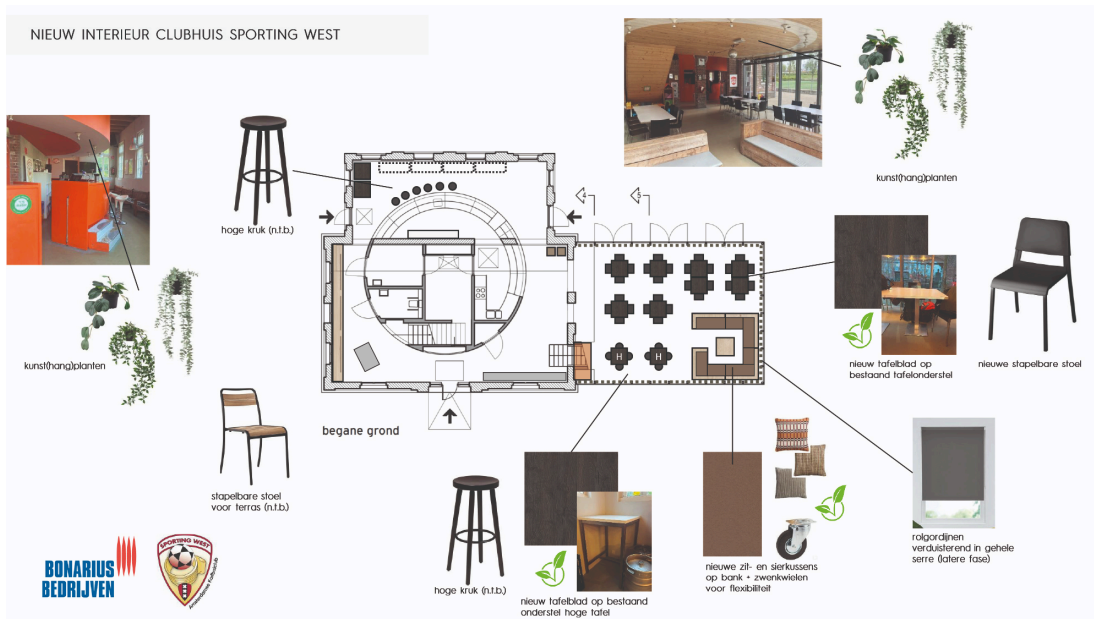 NIEUW INTERIEUR CLUBHUIS SPORTING WEST
kunst(hang)planten
hoge kruk (n.t.b.)
4
5
nieuw tafelblad op
bestaand tafelonderstel
nieuwe stapelbare stoel
kunst(hang)planten
H
H
begane grond
stapelbare stoel
voor terras (n.t.b.)
rolgordijnen
verduisterend in gehele
serre (latere fase)
nieuwe zit- en sierkussens
op bank + zwenkwielen
voor flexibiliteit
hoge kruk (n.t.b.)
nieuw tafelblad op bestaand
onderstel hoge tafel
BONARIUS
BEDRIJVEN
SPORTING WEST